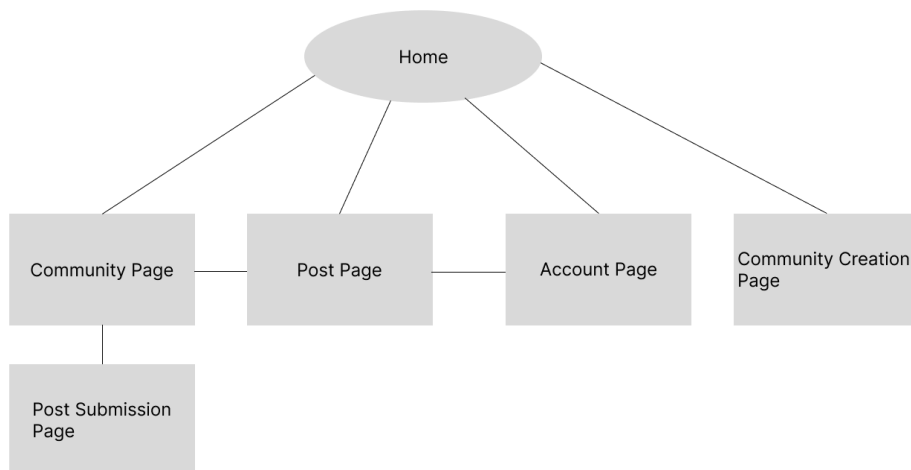 Home
Community Page
Post Page
Account Page
Community Creation
Page
Post Submission
Page